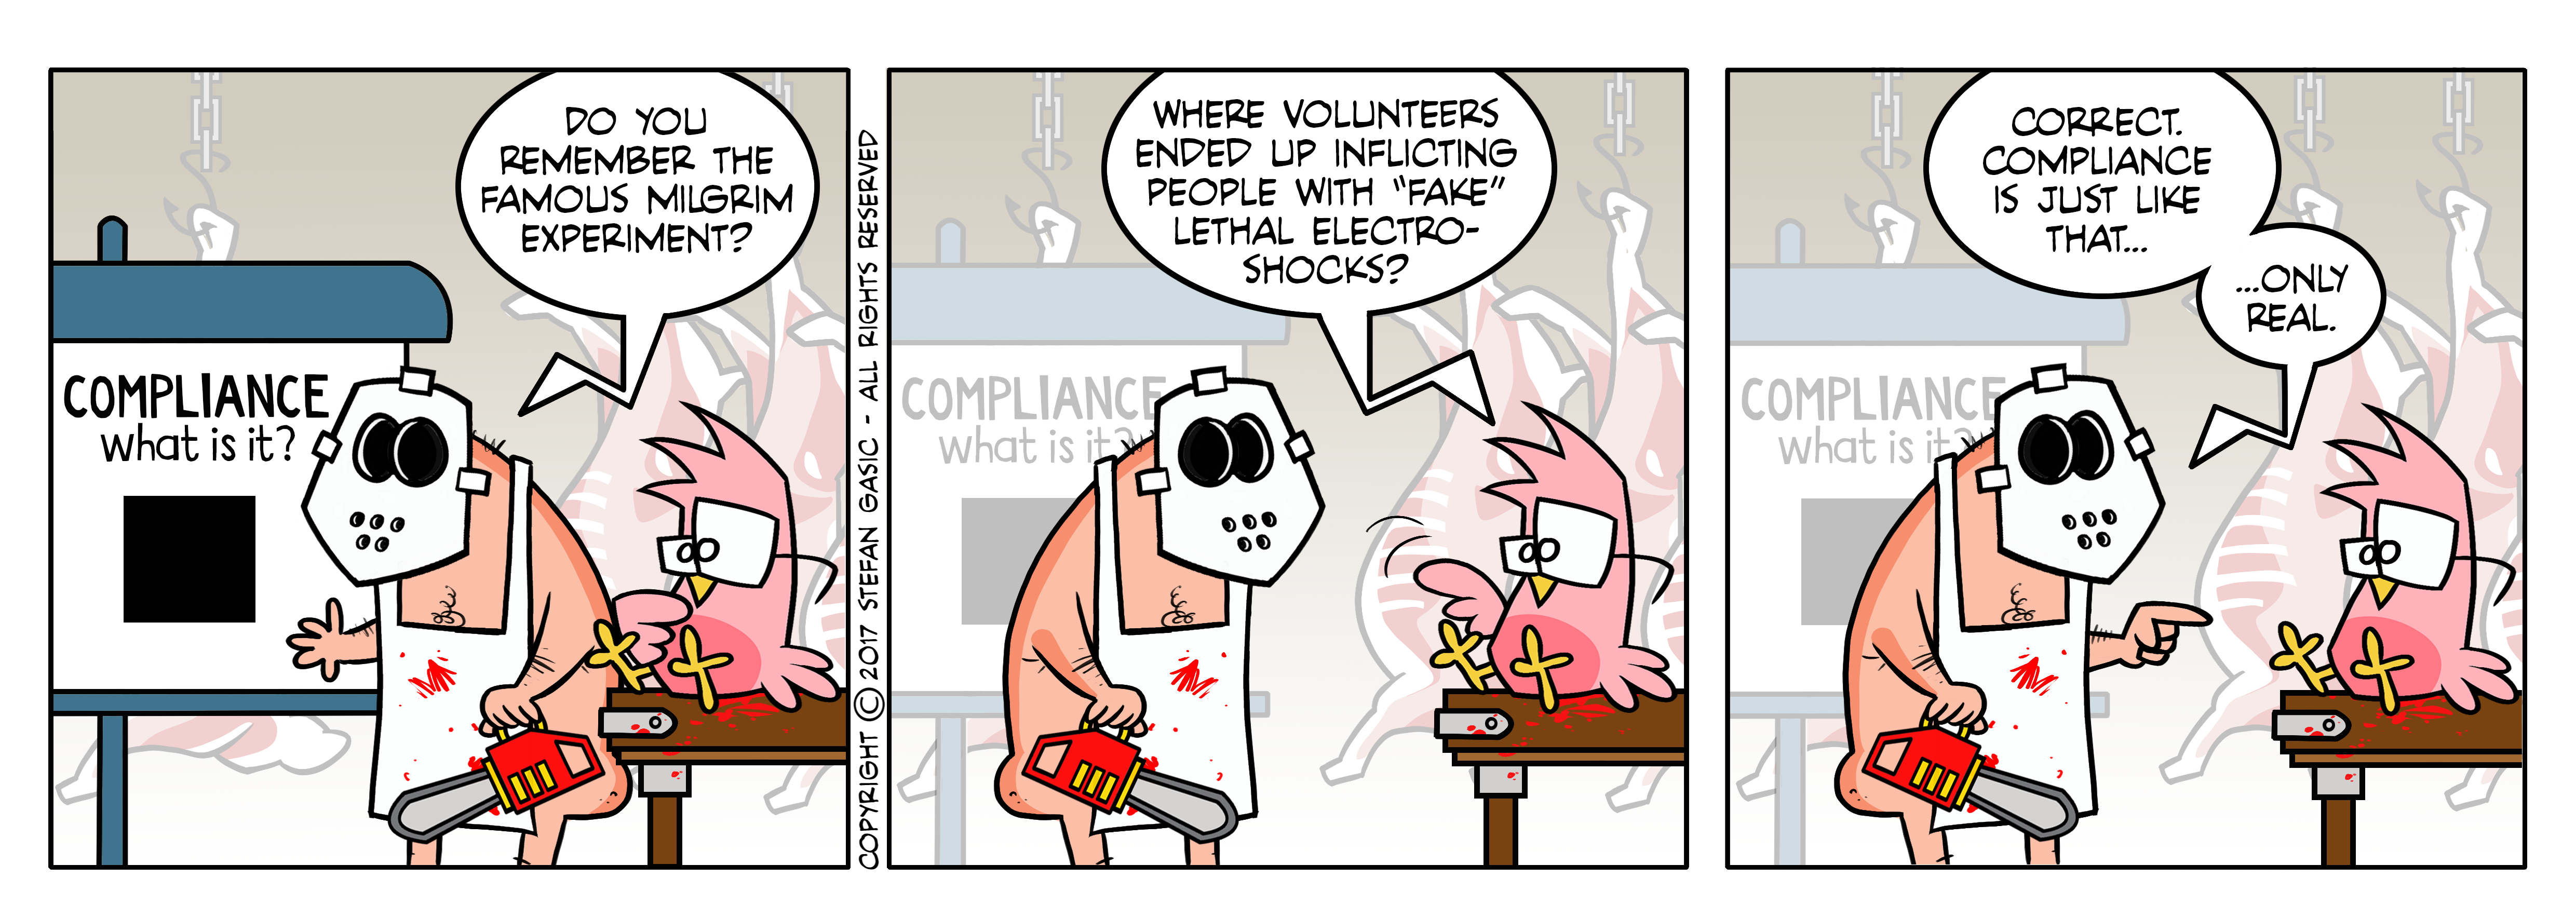 DO YOU
REMEMBER THE
FAMOUS MILGRIM
EXPERIMENT?
COMPLIANCE
what is it?
COPYRIGHT © 2017 STEFAN GASIC - ALL RIGHTS RESERVED
WHERE VOLUNTEERS
ENDED UP INFLICTING
PEOPLE WITH "FAKE"
LETHAL ELECTRO-
SHOCKS?
COMPLIANCE
what is it?
CORRECT.
COMPLIANCE
IS JUST LIKE
THAT...
...ONLY
REAL.
COMPLIANCE
what is it?